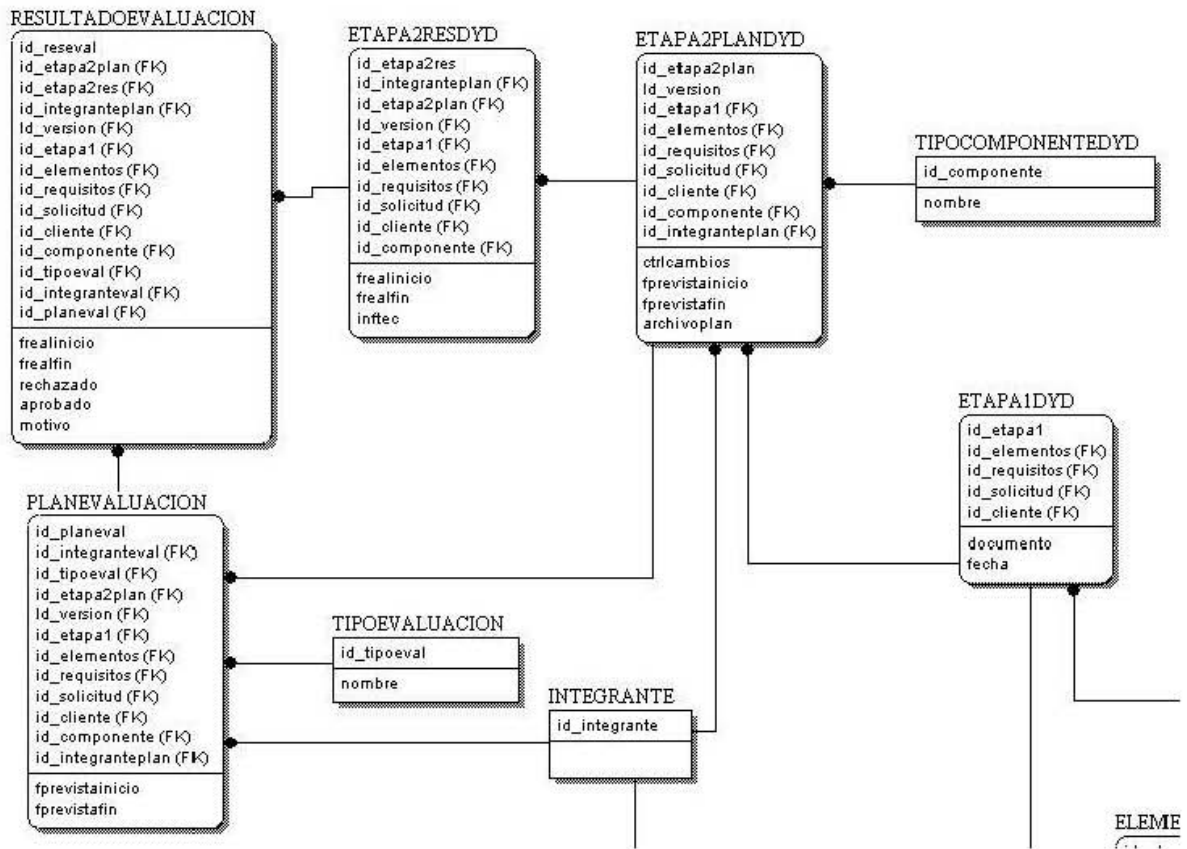 RESULTADOEVALUACION
id_reseval
id_etapa2plan (FK)
id_etapa2res (FK)
id_integranteplan (FK)
Id_version (FK)
id_etapa1 (FK)
id_elementos (FK)
id_requisitos (FK)
id_solicitud (FK)
id_cliente (FK)
id_componente (FK)
id_tipoeval (FK)
id_integranteval (FK)
id_planeval (FK)
frealinicio
frealfin
rechazado
aprobado
motivo
ETAPA2RESDYD
id_etapa2res
id_integranteplan (FK)
id_etapa2plan (FK)
Id_version (FK)
id_etapa1 (FK)
id_elementos (FK)
id_requisitos (FK)
id_solicitud (FK)
id_cliente (FK)
id_componente (FK)
frealinicio
frealfin
inftec
ETAPA2PLANDYD
id_etapa2plan
Id_version
id_etapa1 (FK)
id_elementos (FK)
id_requisitos (FK)
id_solicitud (FK)
id_cliente (FK)
id_componente (FK)
id_integranteplan (FK)
ctrlcambios
fprevistainicio
fprevistafin
archivoplan
TIPOCOMPONENTEDYD
id_componente
nombre
ETAPA1DYD
id_etapa1
id_elementos (FK)
id_requisitos (FK)
id_solicitud (FK)
id_cliente (FK)
documento
fecha
PLANEVALUACION
id_planeval
id_integranteval (FK)
id_tipoeval (FK)
id_etapa2plan (FK)
Id_version (FK)
id_etapa1 (FK)
id_elementos (FK)
id_requisitos (FK)
id_solicitud (FK)
id_cliente (FK)
id_componente (FK)
id_integranteplan (FK)
fprevistainicio
fprevistafin
TIPOEVALUACION
id_tipoeval
nombre
INTEGRANTE
id_integrante
ELEME